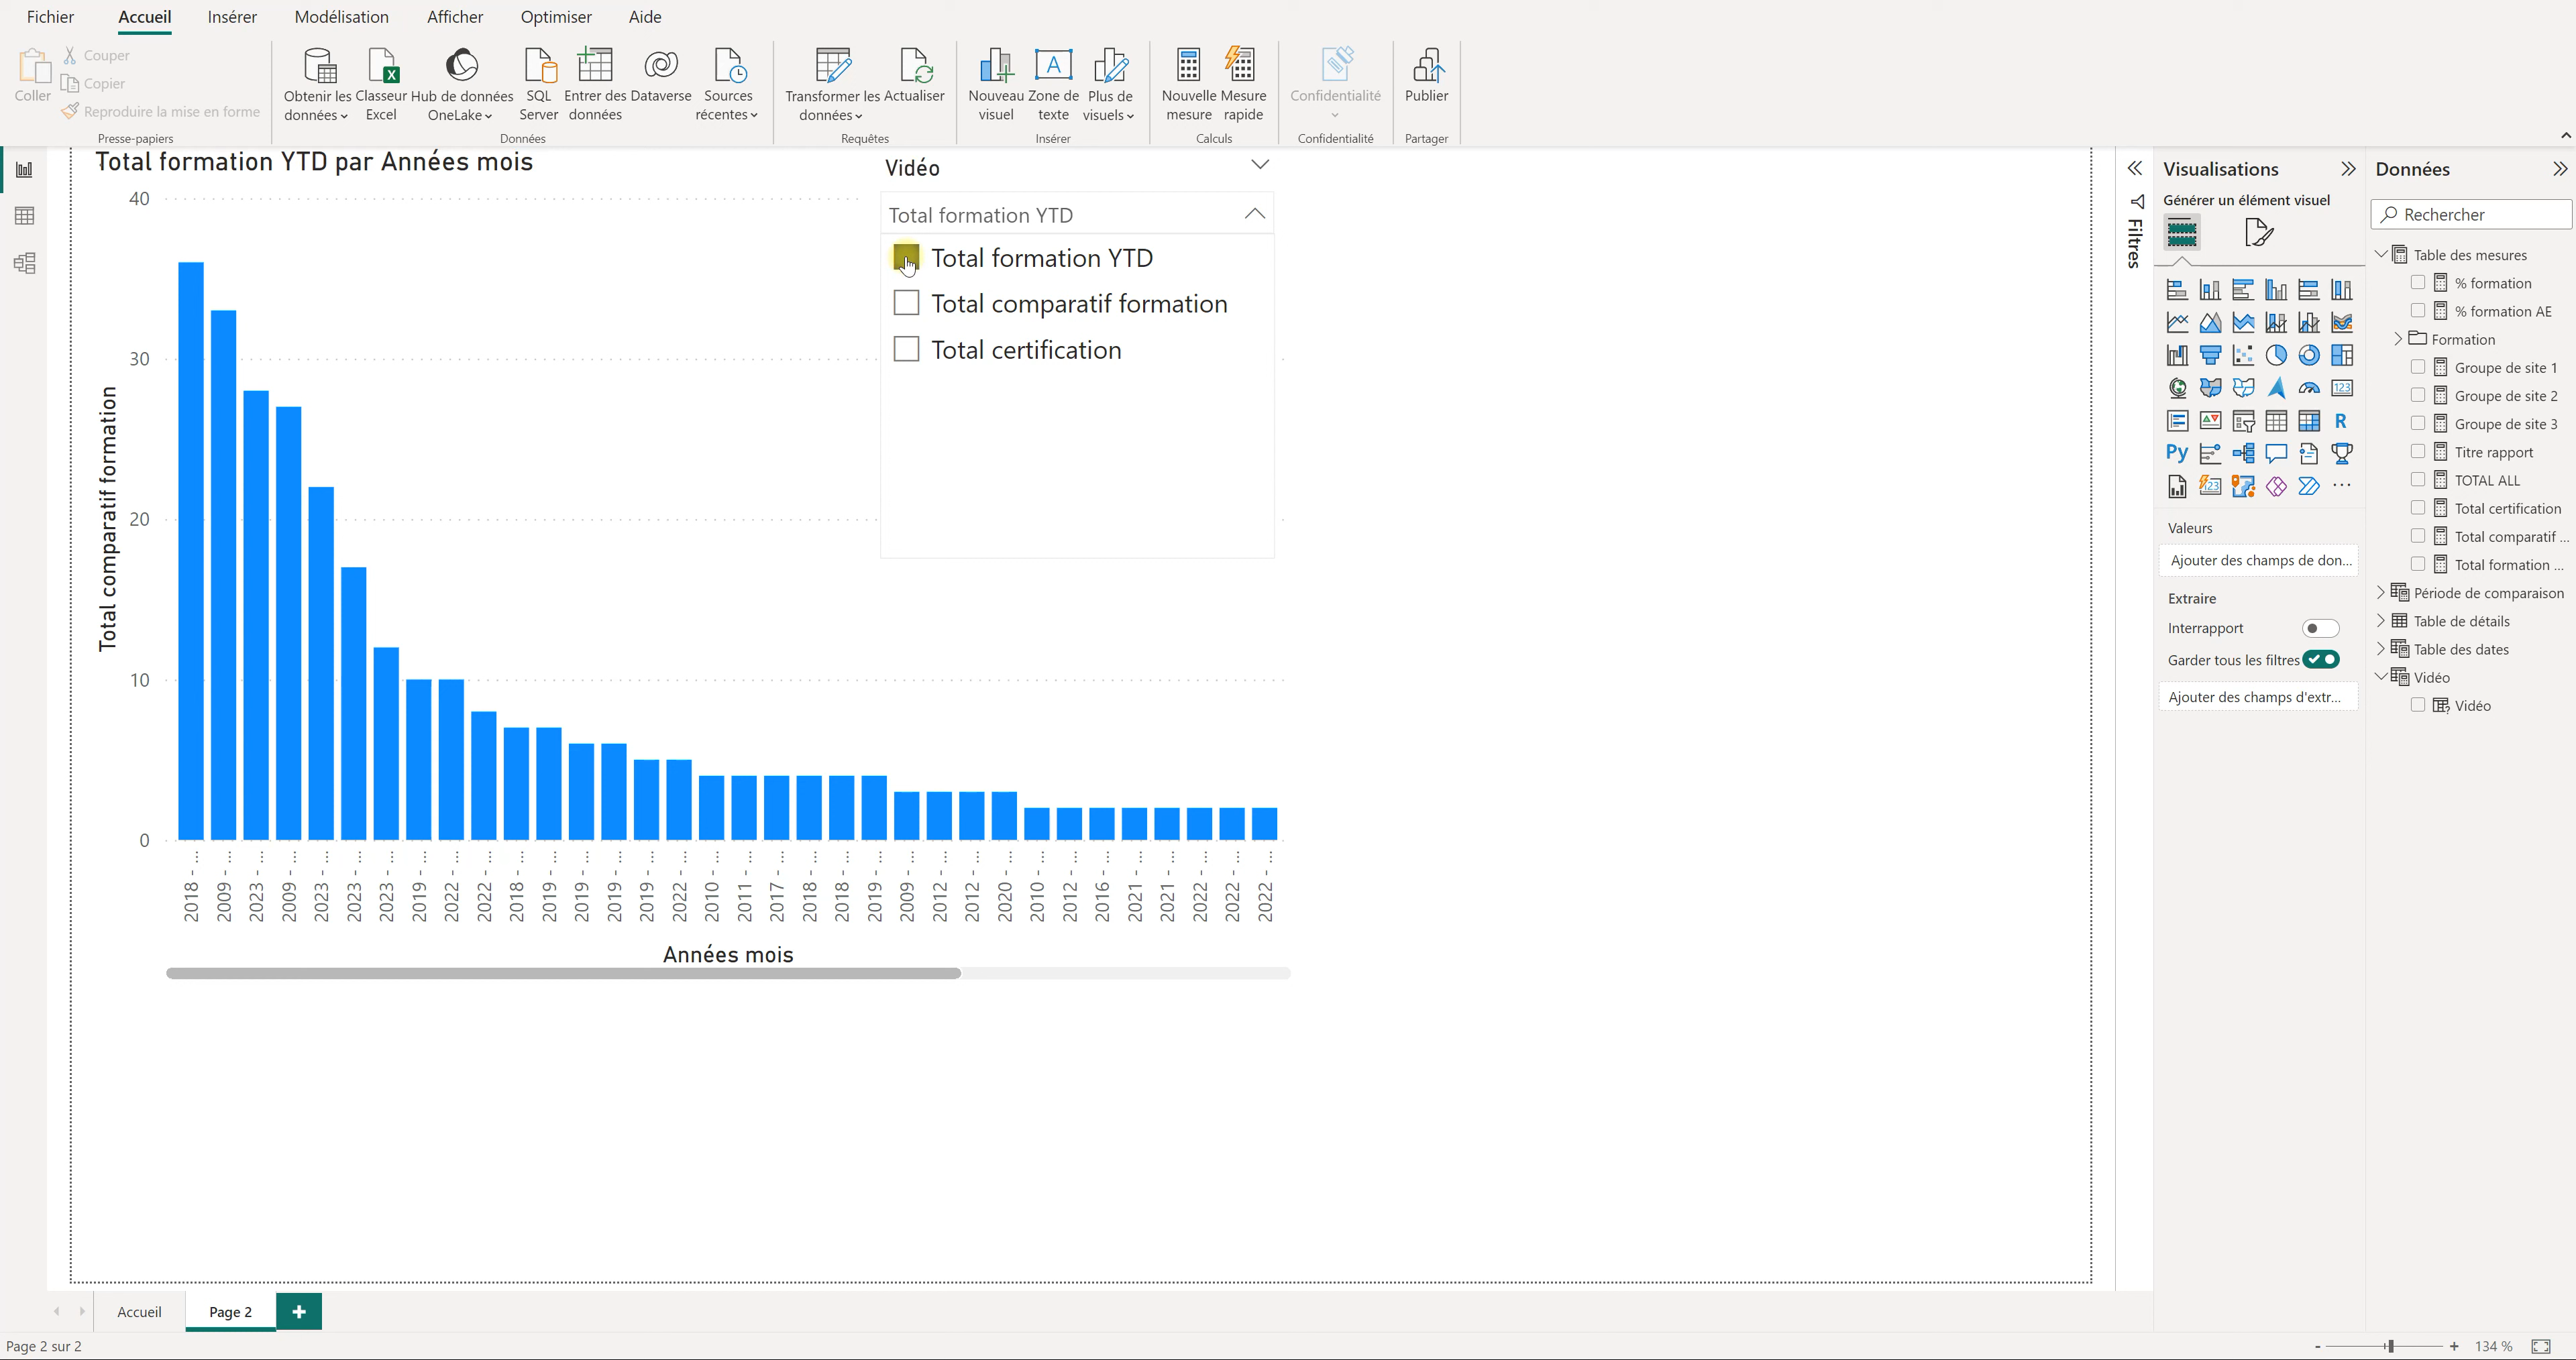 Fichier Accueil Insérer Modélisation Afficher Optimiser Aide
Coller
Couper
Copier
Reproduire la mise en forme
Presse-papiers
Obtenir les données
Classeur Excel
Hub de données OneLake
SQL Server
Entrer des données
Dataverse
Sources récentes
Données
Transformer les données
Actualiser
Requêtes
Nouveau visuel
Zone de texte
Plus de visuels
Insérer
Nouvelle mesure
Mesure rapide
Calculs
Confidentialité
Confidentialité
Publier
Partager
Total formation YTD par Années mois
40
30
20
10
0
Total comparatif formation
2018 - ... 2009 - ... 2023 - ... 2009 - ... 2023 - ... 2023 - ... 2023 - ... 2019 - ... 2022 - ... 2022 - ... 2018 - ... 2019 - ... 2019 - ... 2019 - ... 2019 - ... 2022 - ... 2010 - ... 2011 - ... 2017 - ... 2018 - ... 2018 - ... 2019 - ... 2009 - ... 2012 - ... 2012 - ... 2020 - ... 2010 - ... 2012 - ... 2016 - ... 2021 - ... 2021 - ... 2022 - ... 2022 - ... 2022 - ...
Années mois
Vidéo
Total formation YTD
Total formation YTD
Total comparatif formation
Total certification
Filtres
Visualisations
Générer un élément visuel
123
R
Py
123
...
Valeurs
Ajouter des champs de don...
Extraire
Interrapport
Garder tous les filtres
Ajouter des champs d'extr...
Données
Rechercher
Table des mesures
% formation
% formation AE
Formation
Groupe de site 1
Groupe de site 2
Groupe de site 3
Titre rapport
TOTAL ALL
Total certification
Total comparatif ...
Total formation ...
Période de comparaison
Table de détails
Table des dates
Vidéo
Vidéo
Accueil Page 2 +
Page 2 sur 2
- + 134 %